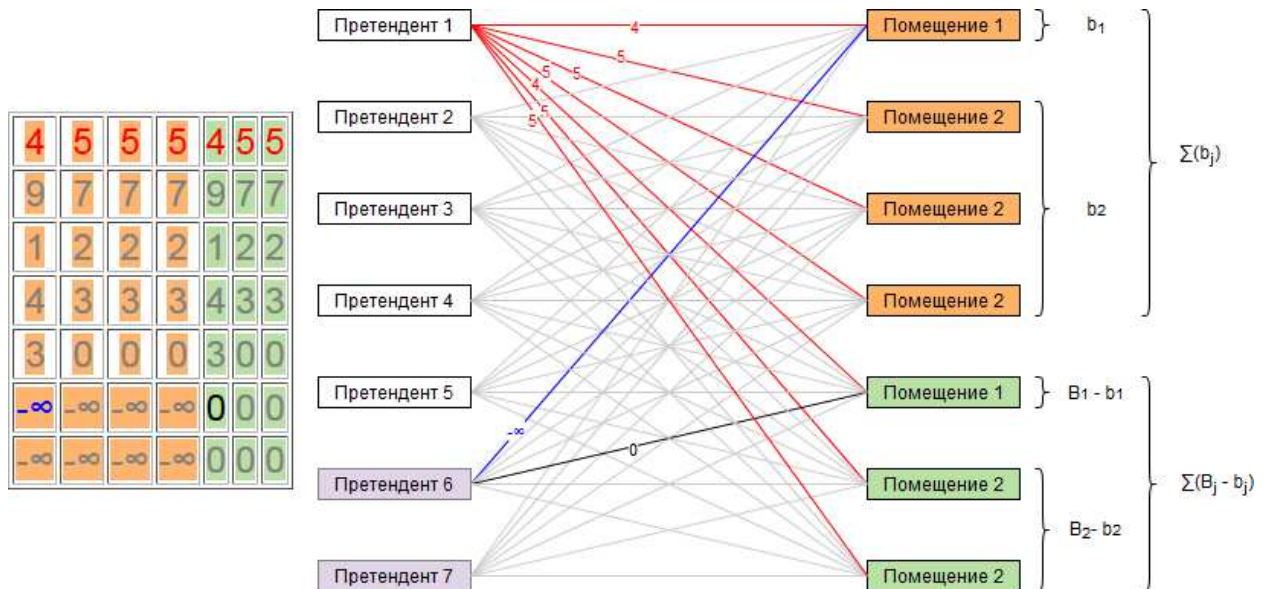 4 5 5 5 4 5 5
9 7 7 7 9 7 7
1 2 2 2 1 2 2
4 3 3 3 4 3 3
3 0 0 0 3 0 0
-∞ -∞ -∞ -∞ 0 0 0
-∞ -∞ -∞ -∞ 0 0 0
Претендент 1
Претендент 2
Претендент 3
Претендент 4
Претендент 5
Претендент 6
Претендент 7
4
5
5
5
4
5
5
-∞
0
Помещение 1
Помещение 2
Помещение 2
Помещение 2
Помещение 1
Помещение 2
Помещение 2
b1
b2
∑(bj)
B1 - b1
B2 - b2
∑(Bj - bj)